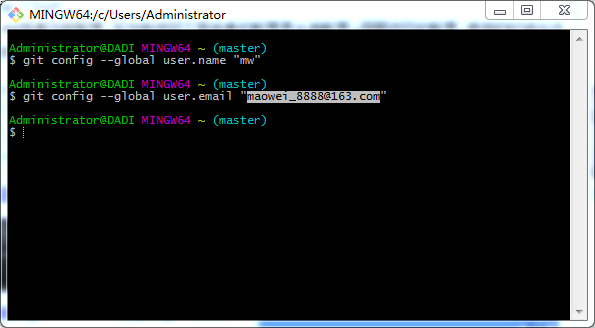 MINGW64:/c/Users/Administrator
Administrator@DADI MINGW64 ~ (master)
$ git config --global user.name "mw"
Administrator@DADI MINGW64 ~ (master)
$ git config --global user.email "maowei_8888@163.com"
Administrator@DADI MINGW64 ~ (master)
$